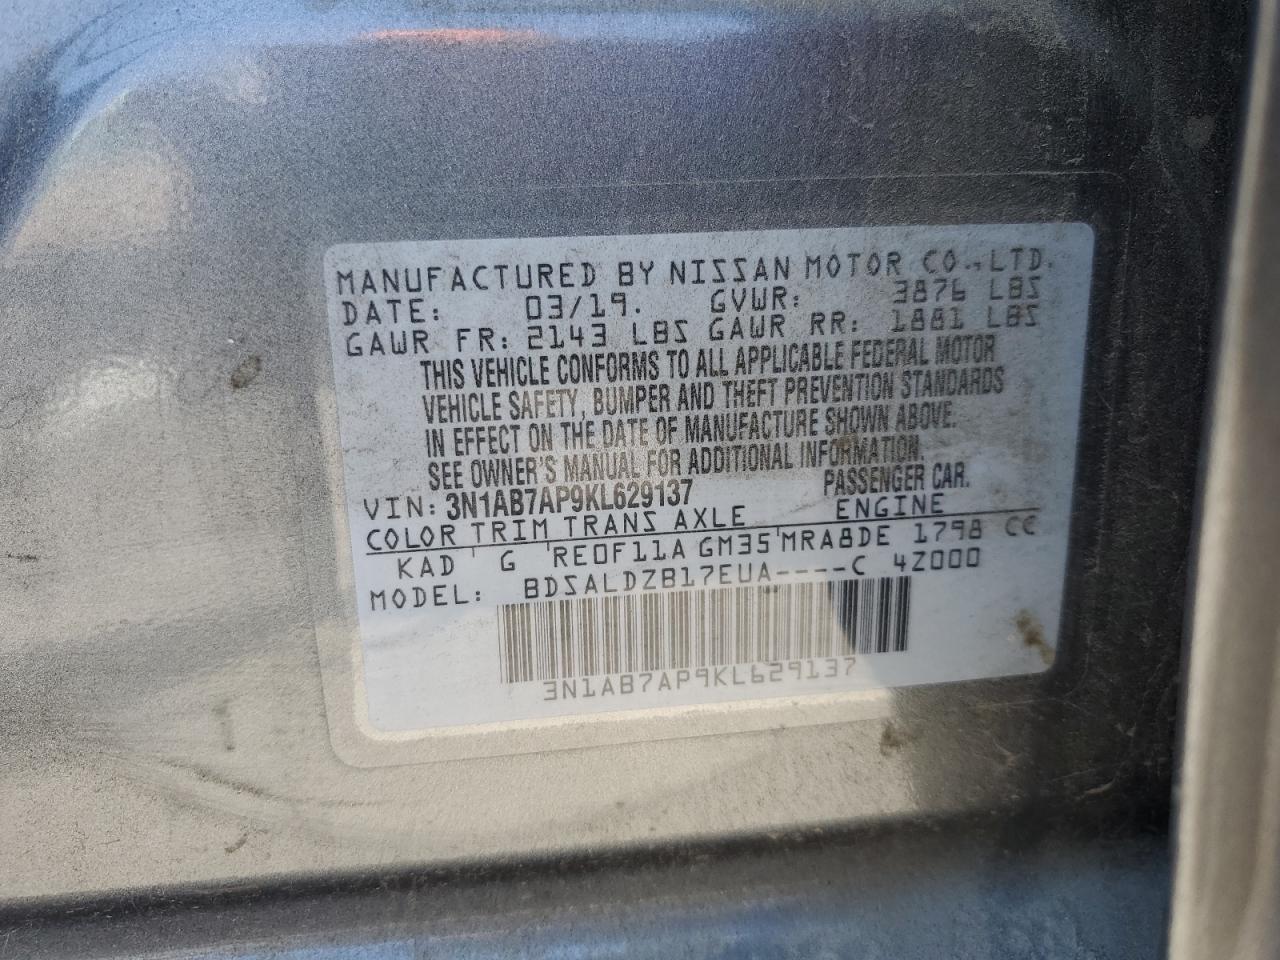 MANUFACTURED BY NISSAN MOTOR CO.,LTD.
DATE: 03/19. GVWR: 3876 LBS
GAWR FR: 2143 LBS GAWR RR: 1881 LBS
THIS VEHICLE CONFORMS TO ALL APPLICABLE FEDERAL MOTOR
VEHICLE SAFETY, BUMPER AND THEFT PREVENTION STANDARDS
IN EFFECT ON THE DATE OF MANUFACTURE SHOWN ABOVE.
SEE OWNER'S MANUAL FOR ADDITIONAL INFORMATION.
VIN: 3N1AB7AP9KL629137 PASSENGER CAR.
COLOR TRIM TRANS AXLE ENGINE
KAD G RE0F11A GM35 MRA8DE 1798 CC
MODEL: BDSALDZB17EUA----C 4Z000
3N1AB7AP9KL629137